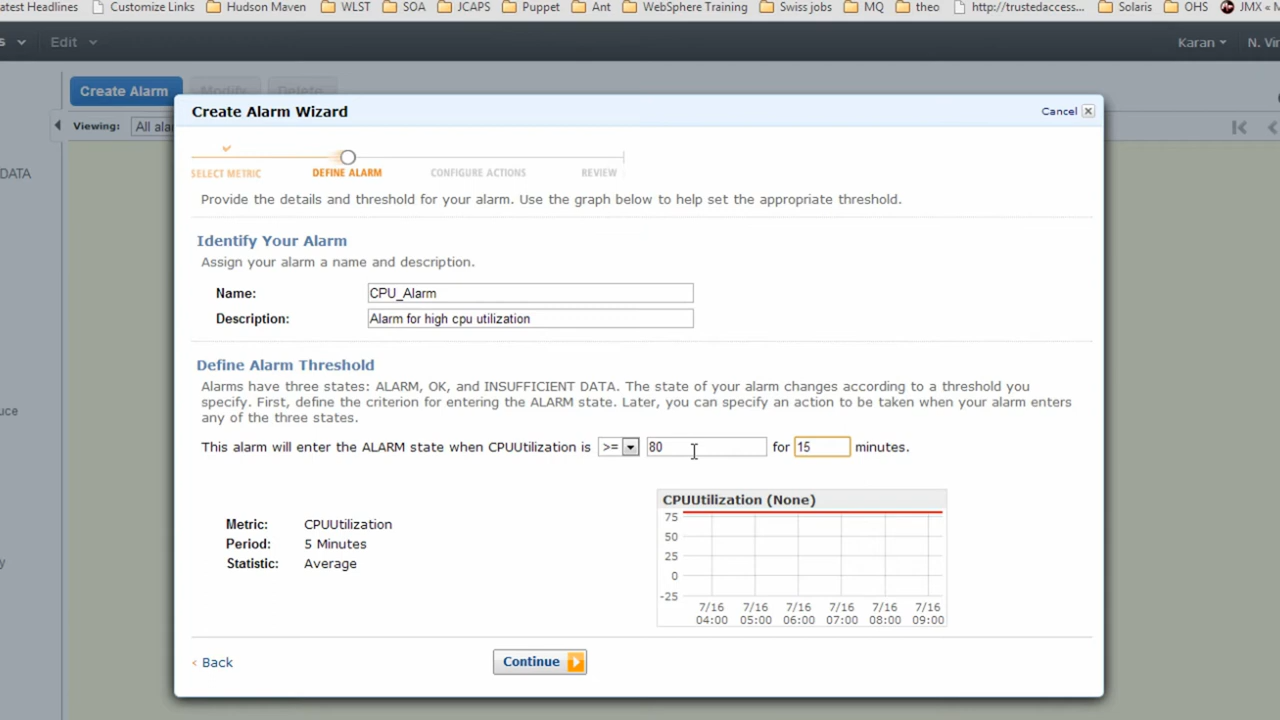 atest Headlines Customize Links Hudson Maven WLST SOA JCAPS Puppet Ant WebSphere Training Swiss jobs MQ theo http://trustedaccess... Solaris OHS JMX «
s Edit Karan N. Vir
Create Alarm Modify Delete
Viewing: All alar
Create Alarm Wizard Cancel
SELECT METRIC DEFINE ALARM CONFIGURE ACTIONS REVIEW
DATA
Provide the details and threshold for your alarm. Use the graph below to help set the appropriate threshold.
Identify Your Alarm
Assign your alarm a name and description.
Name: CPU_Alarm
Description: Alarm for high cpu utilization
Define Alarm Threshold
Alarms have three states: ALARM, OK, and INSUFFICIENT DATA. The state of your alarm changes according to a threshold you
specify. First, define the criterion for entering the ALARM state. Later, you can specify an action to be taken when your alarm enters
uce
any of the three states.
This alarm will enter the ALARM state when CPUUtilization is >= 80 for 15 minutes.
CPUUtilization (None)
75
50
25
0
-25
7/16 7/16 7/16 7/16 7/16 7/16
04:00 05:00 06:00 07:00 08:00 09:00
Metric: CPUUtilization
Period: 5 Minutes
Statistic: Average
y
< Back Continue